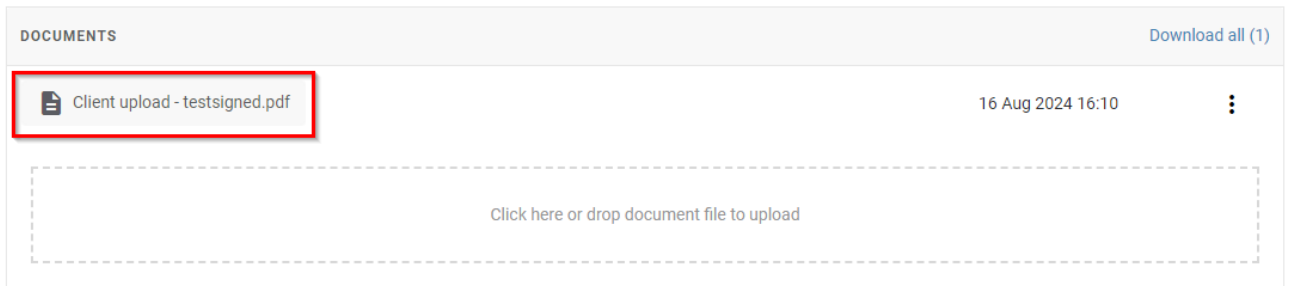 DOCUMENTS
Download all (1)
Client upload - testsigned.pdf
16 Aug 2024 16:10
Click here or drop document file to upload